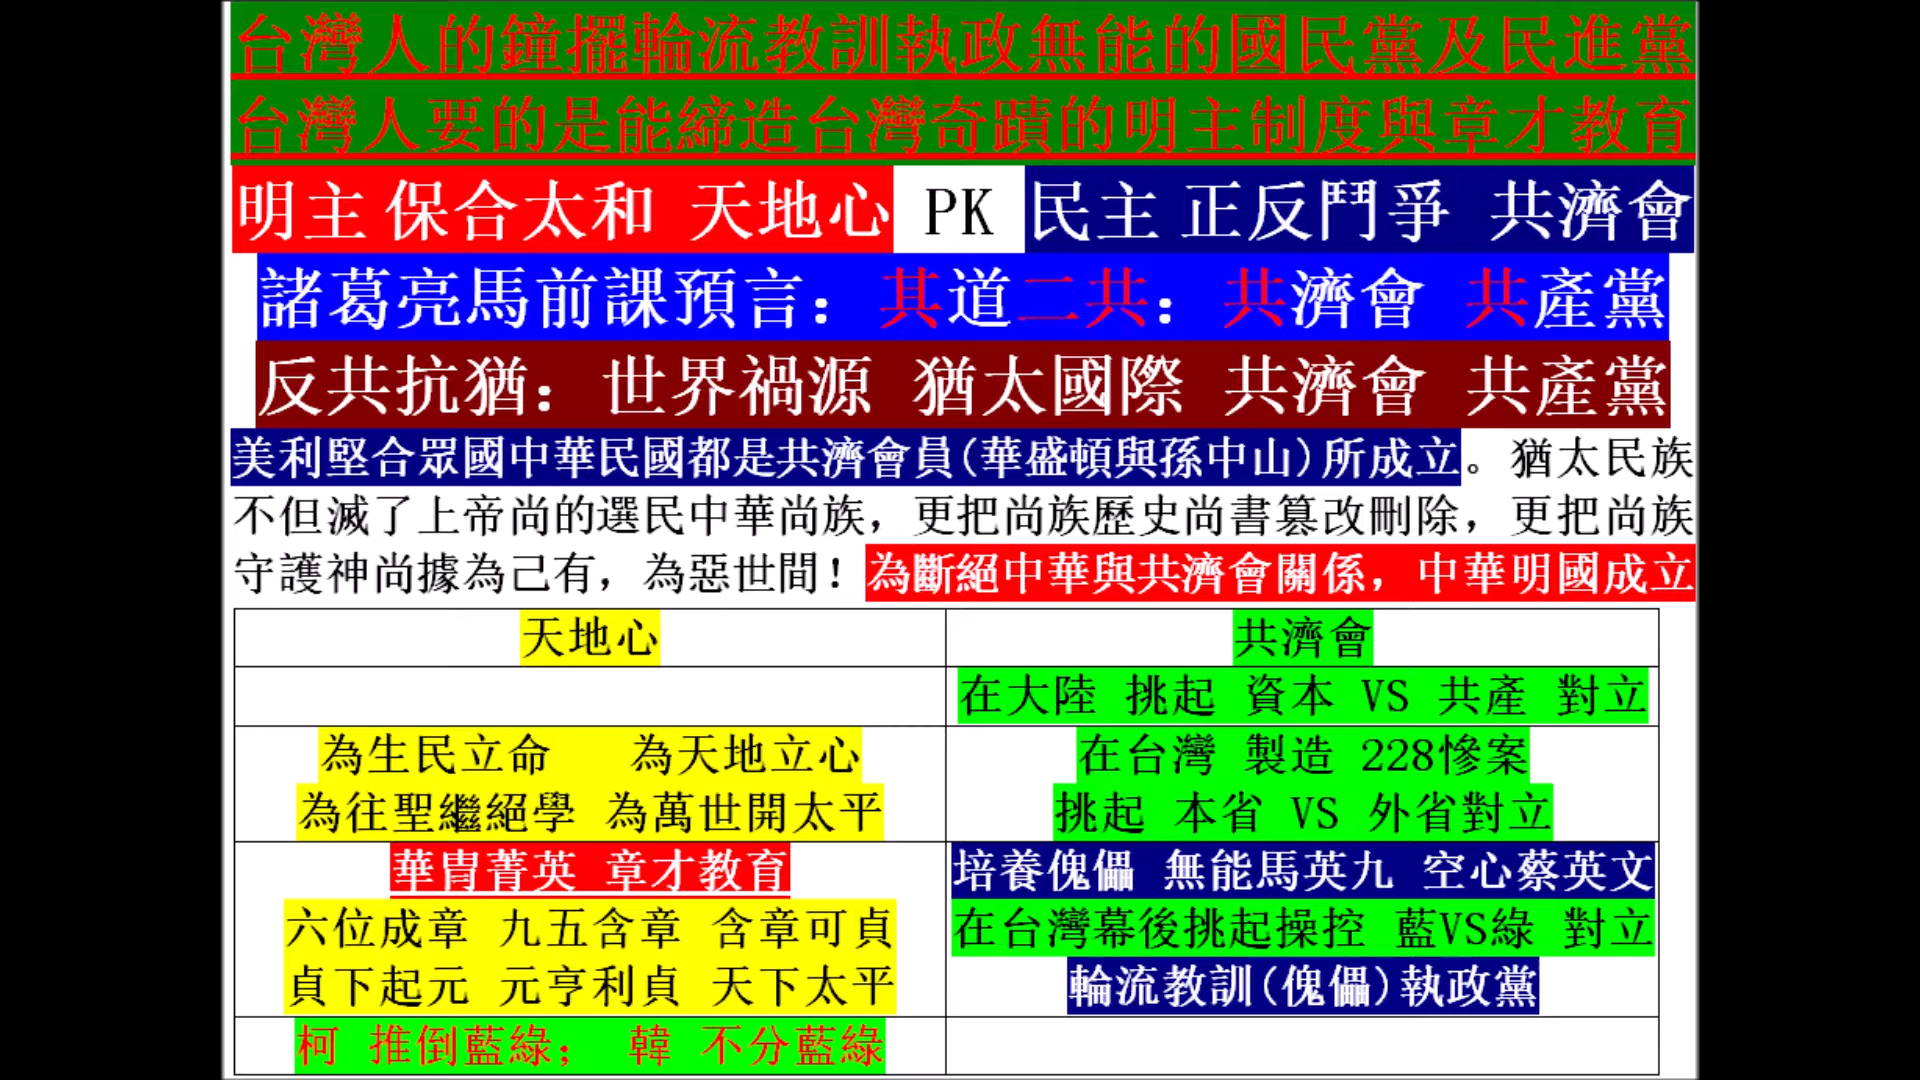 台灣人的鐘擺輪流教訓執政無能的國民黨及民進黨
台灣人要的是能締造台灣奇蹟的明主制度與章才教育
明主 保合太和 天地心 PK 民主 正反鬥爭 共濟會
諸葛亮馬前課預言：其道二共：共濟會 共產黨
反共抗猶：世界禍源 猶太國際 共濟會 共產黨
美利堅合眾國中華民國都是共濟會員(華盛頓與孫中山)所成立。猶太民族
不但滅了上帝尚的選民中華尚族，更把尚族歷史尚書篡改刪除，更把尚族
守護神尚據為己有，為惡世間！為斷絕中華與共濟會關係，中華明國成立
天地心 共濟會
在大陸 挑起 資本 VS 共產 對立
為生民立命 為天地立心
為往聖繼絕學 為萬世開太平
在台灣 製造 228慘案
挑起 本省 VS 外省對立
華胄菁英 章才教育
六位成章 九五含章 含章可貞
貞下起元 元亨利貞 天下太平
培養傀儡 無能馬英九 空心蔡英文
在台灣幕後挑起操控 藍VS綠 對立
輪流教訓(傀儡)執政黨
柯 推倒藍綠； 韓 不分藍綠